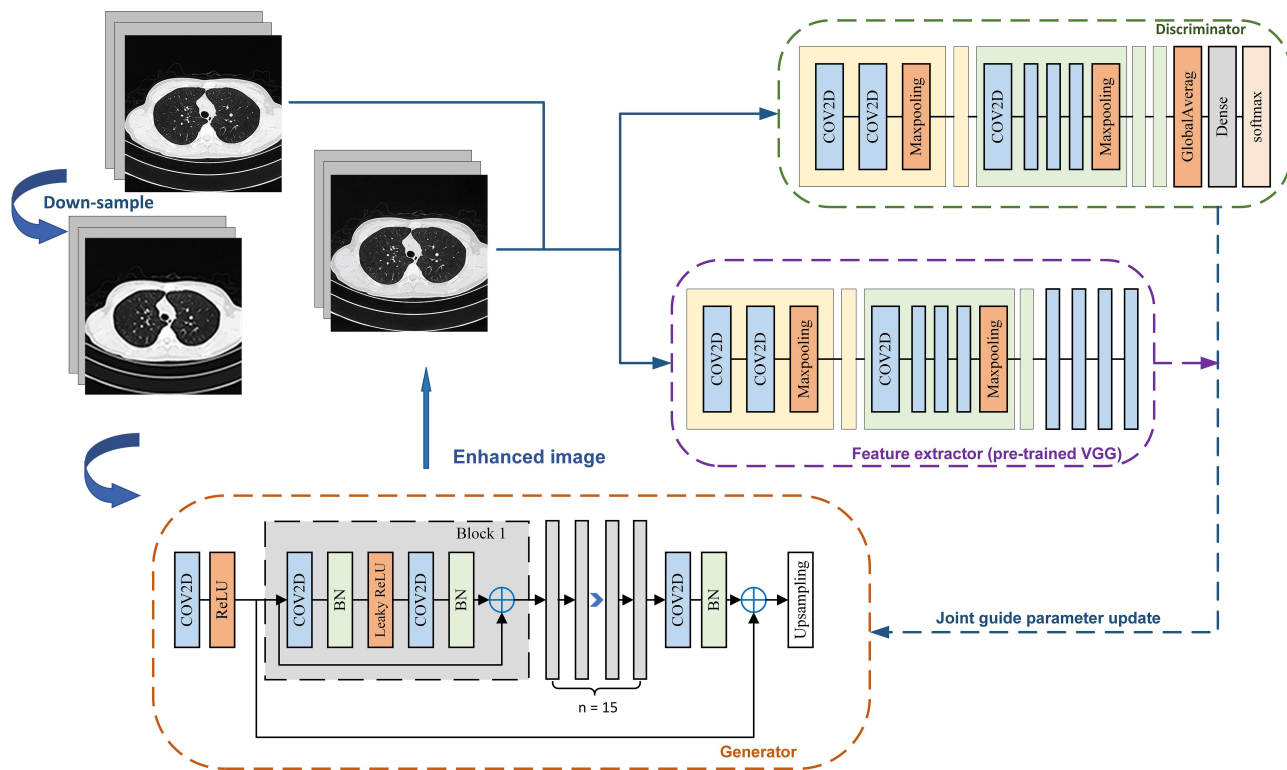 Down-sample
Discriminator
COV2D
COV2D
Maxpooling
COV2D
Maxpooling
GlobalAverag
Dense
softmax
COV2D
COV2D
Maxpooling
COV2D
Maxpooling
Feature extractor (pre-trained VGG)
Enhanced image
Block 1
COV2D
ReLU
COV2D
BN
Leaky ReLU
COV2D
BN
COV2D
BN
Upsampling
n = 15
Generator
Joint guide parameter update